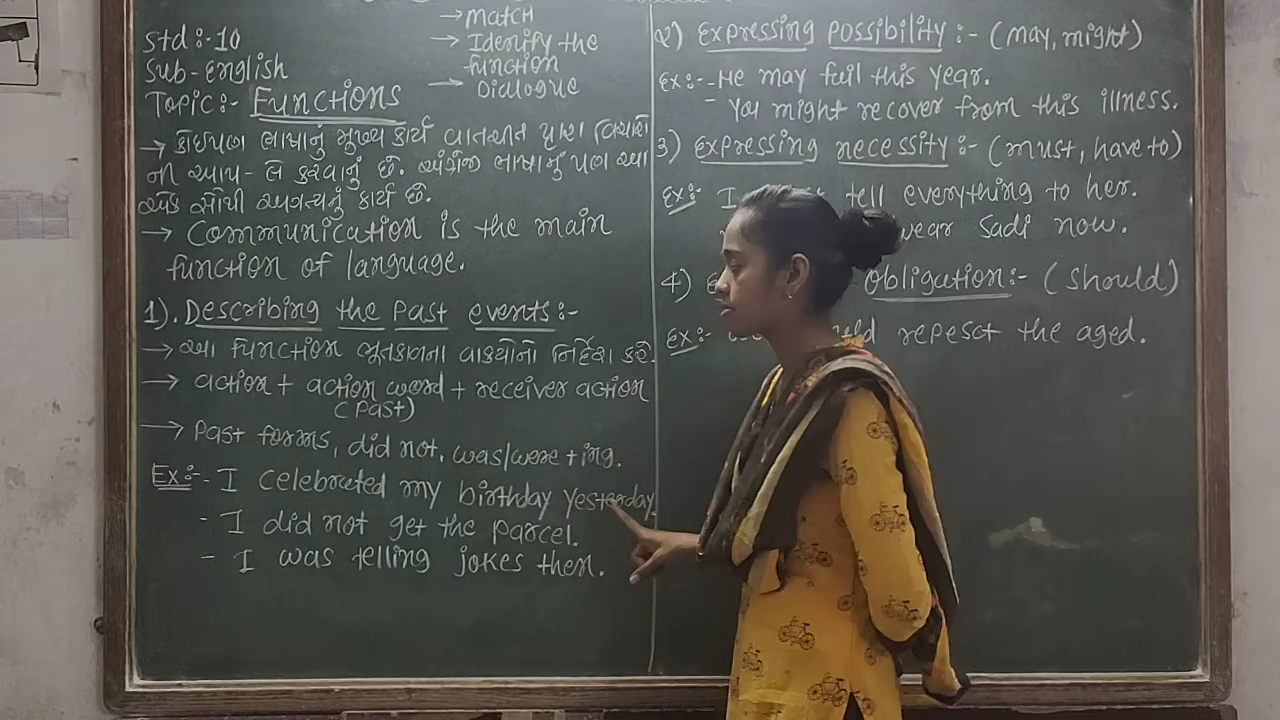 Std :- 10
Sub - English
Topic :- Functions
→ Match
→ Identify the
function
→ Dialogue
→ કોઈપણ ભાષાનું મુખ્ય કાર્ય વાતચીત દ્વારા વિચારો
ની આપ - લે કરવાનું છે. અંગ્રેજી ભાષાનું પણ આ
એક સૌથી અગત્યનું કાર્ય છે.
→ Communication is the main
function of language.
1). Describing the Past events :-
→ આ function ભૂતકાળના વાક્યોનો નિર્દેશ કરે.
→ action + action word + receiver action
(Past)
→ Past forms, did not, was/were + ing.
Ex :- - I celebrated my birthday yesterday.
- I did not get the parcel.
- I was telling jokes then.
2) Expressing possibility :- (may, might)
Ex :- - He may fail this year.
- You might recover from this illness.
3) Expressing necessity :- (must, have to)
Ex :- I tell everything to her.
wear Sadi now.
4) Obligation :- (should)
Ex :- repesct the aged.